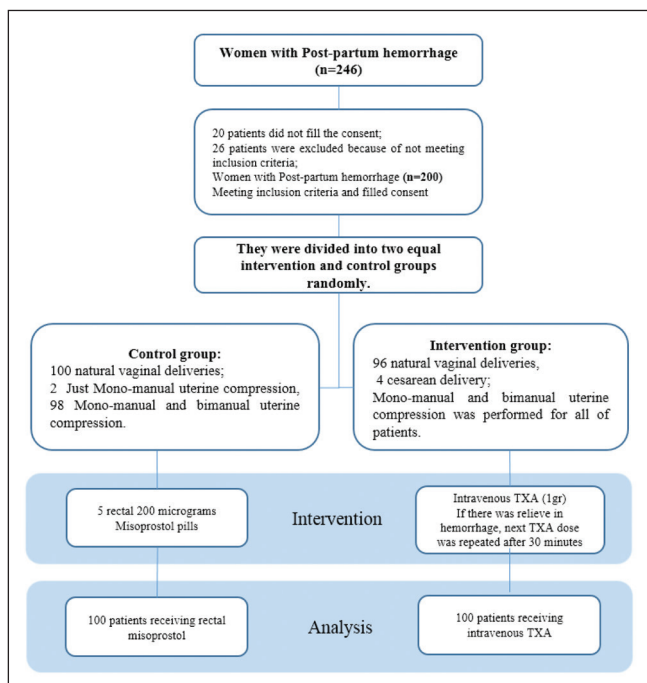 Women with Post-partum hemorrhage
(n=246)
20 patients did not fill the consent;
26 patients were excluded because of not meeting
inclusion criteria;
Women with Post-partum hemorrhage (n=200)
Meeting inclusion criteria and filled consent
They were divided into two equal
intervention and control groups
randomly.
Control group:
100 natural vaginal deliveries;
2 Just Mono-manual uterine compression,
98 Mono-manual and bimanual uterine
compression.
Intervention group:
96 natural vaginal deliveries,
4 cesarean delivery;
Mono-manual and bimanual uterine
compression was performed for all of
patients.
5 rectal 200 micrograms
Misoprostol pills
Intervention
Intravenous TXA (1gr)
If there was relieve in
hemorrhage, next TXA dose
was repeated after 30 minutes
100 patients receiving rectal
misoprostol
Analysis
100 patients receiving
intravenous TXA